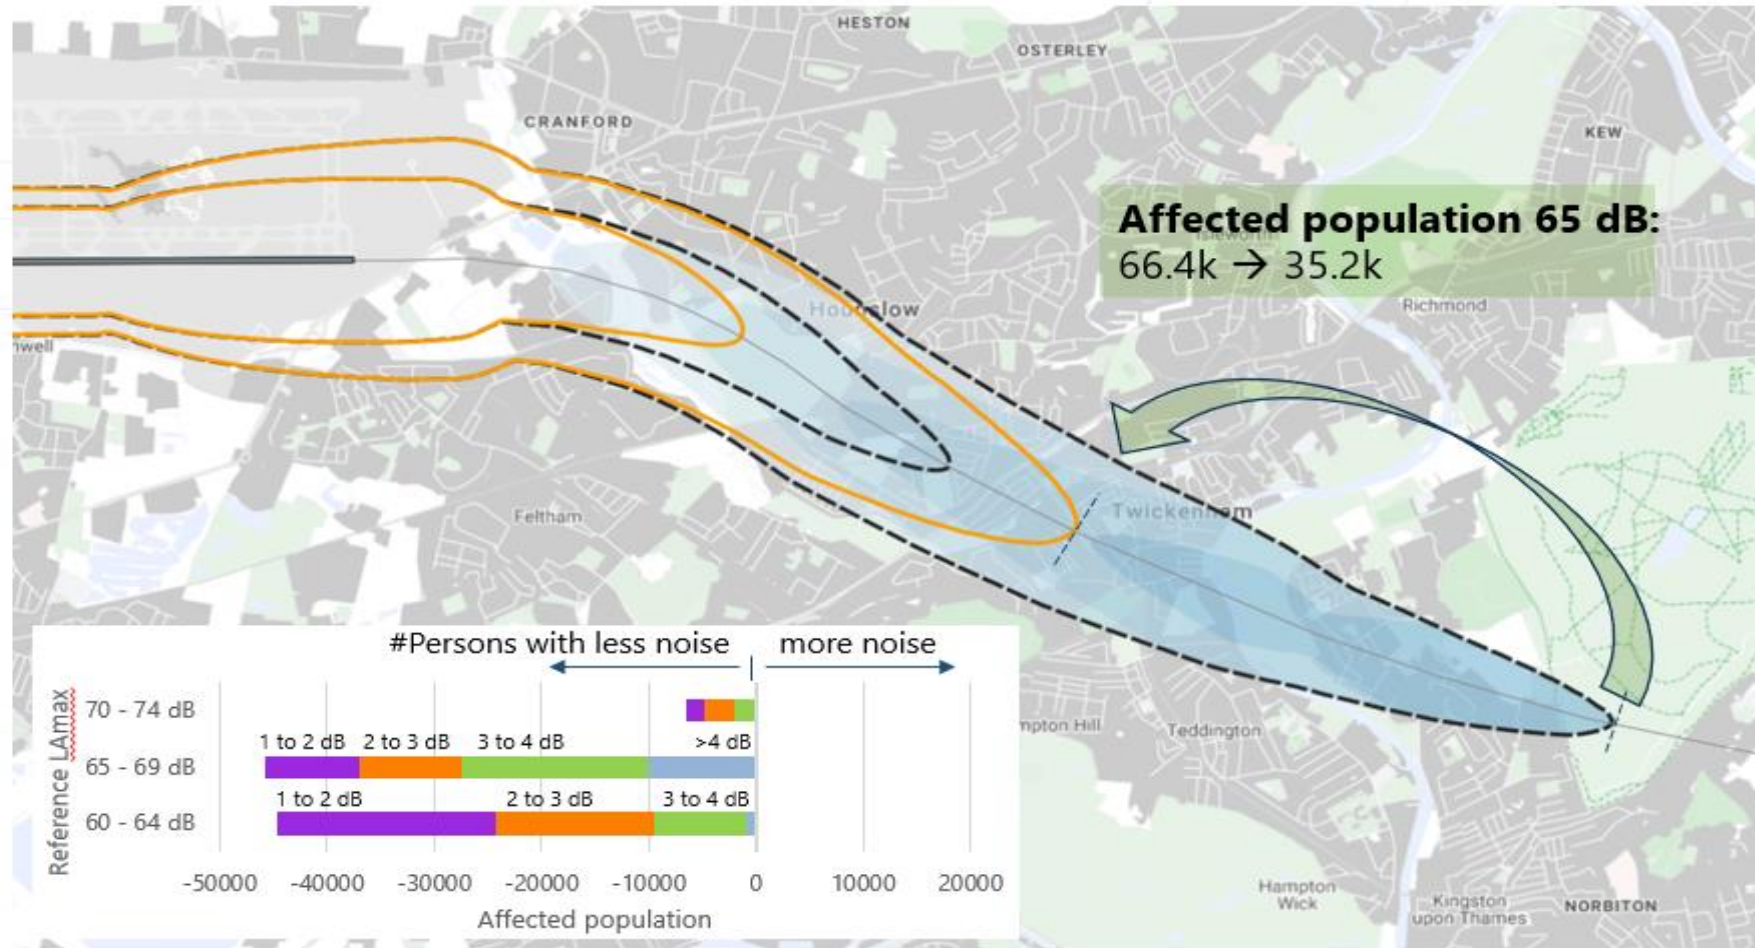 HESTON
OSTERLEY
CRANFORD
KEW
Affected population 65 dB:
66.4k → 35.2k
Isleworth
Richmond
Hounslow
nwell
Feltham
Twickenham
mpton Hill
Teddington
Hampton
Wick
Kingston
upon Thames
NORBITON
#Persons with less noise
more noise
Reference LAmax
70 - 74 dB
1 to 2 dB 2 to 3 dB 3 to 4 dB >4 dB
65 - 69 dB
1 to 2 dB 2 to 3 dB 3 to 4 dB
60 - 64 dB
-50000 -40000 -30000 -20000 -10000 0 10000 20000
Affected population